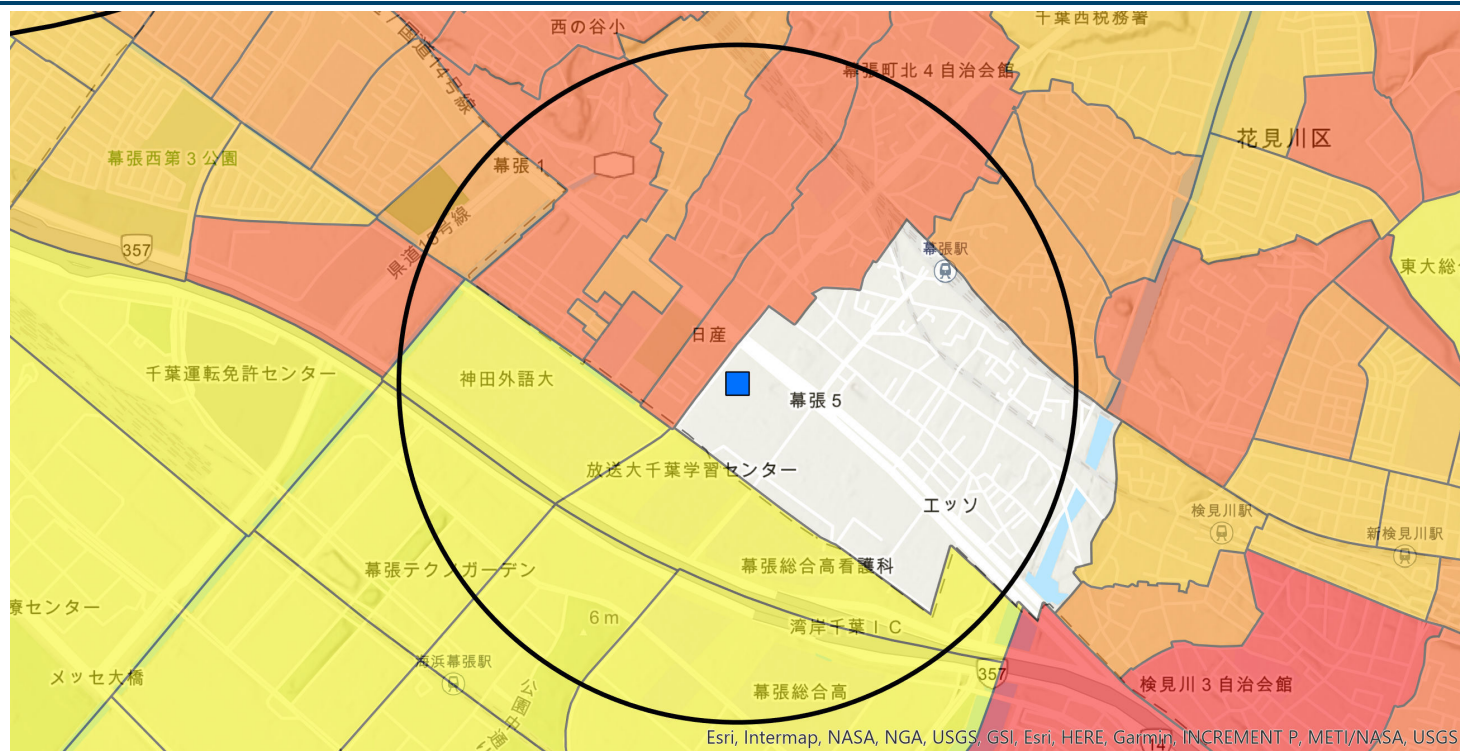 西の谷小
千葉西税務署
国道14号線
幕張町北4自治会館
花見川区
幕張西第3公園
幕張1
県道15号線
357
幕張駅
東大総
日産
千葉運転免許センター
神田外語大
幕張5
放送大千葉学習センター
エッソ
検見川駅
新検見川駅
幕張テクノガーデン
幕張総合高看護科
療センター
6m
湾岸千葉IC
海浜幕張駅
メッセ大橋
公園中通り
357
幕張総合高
検見川3自治会館
14
Esri, Intermap, NASA, NGA, USGS, GSI, Esri, HERE, Garmin, INCREMENT P, METI/NASA, USGS